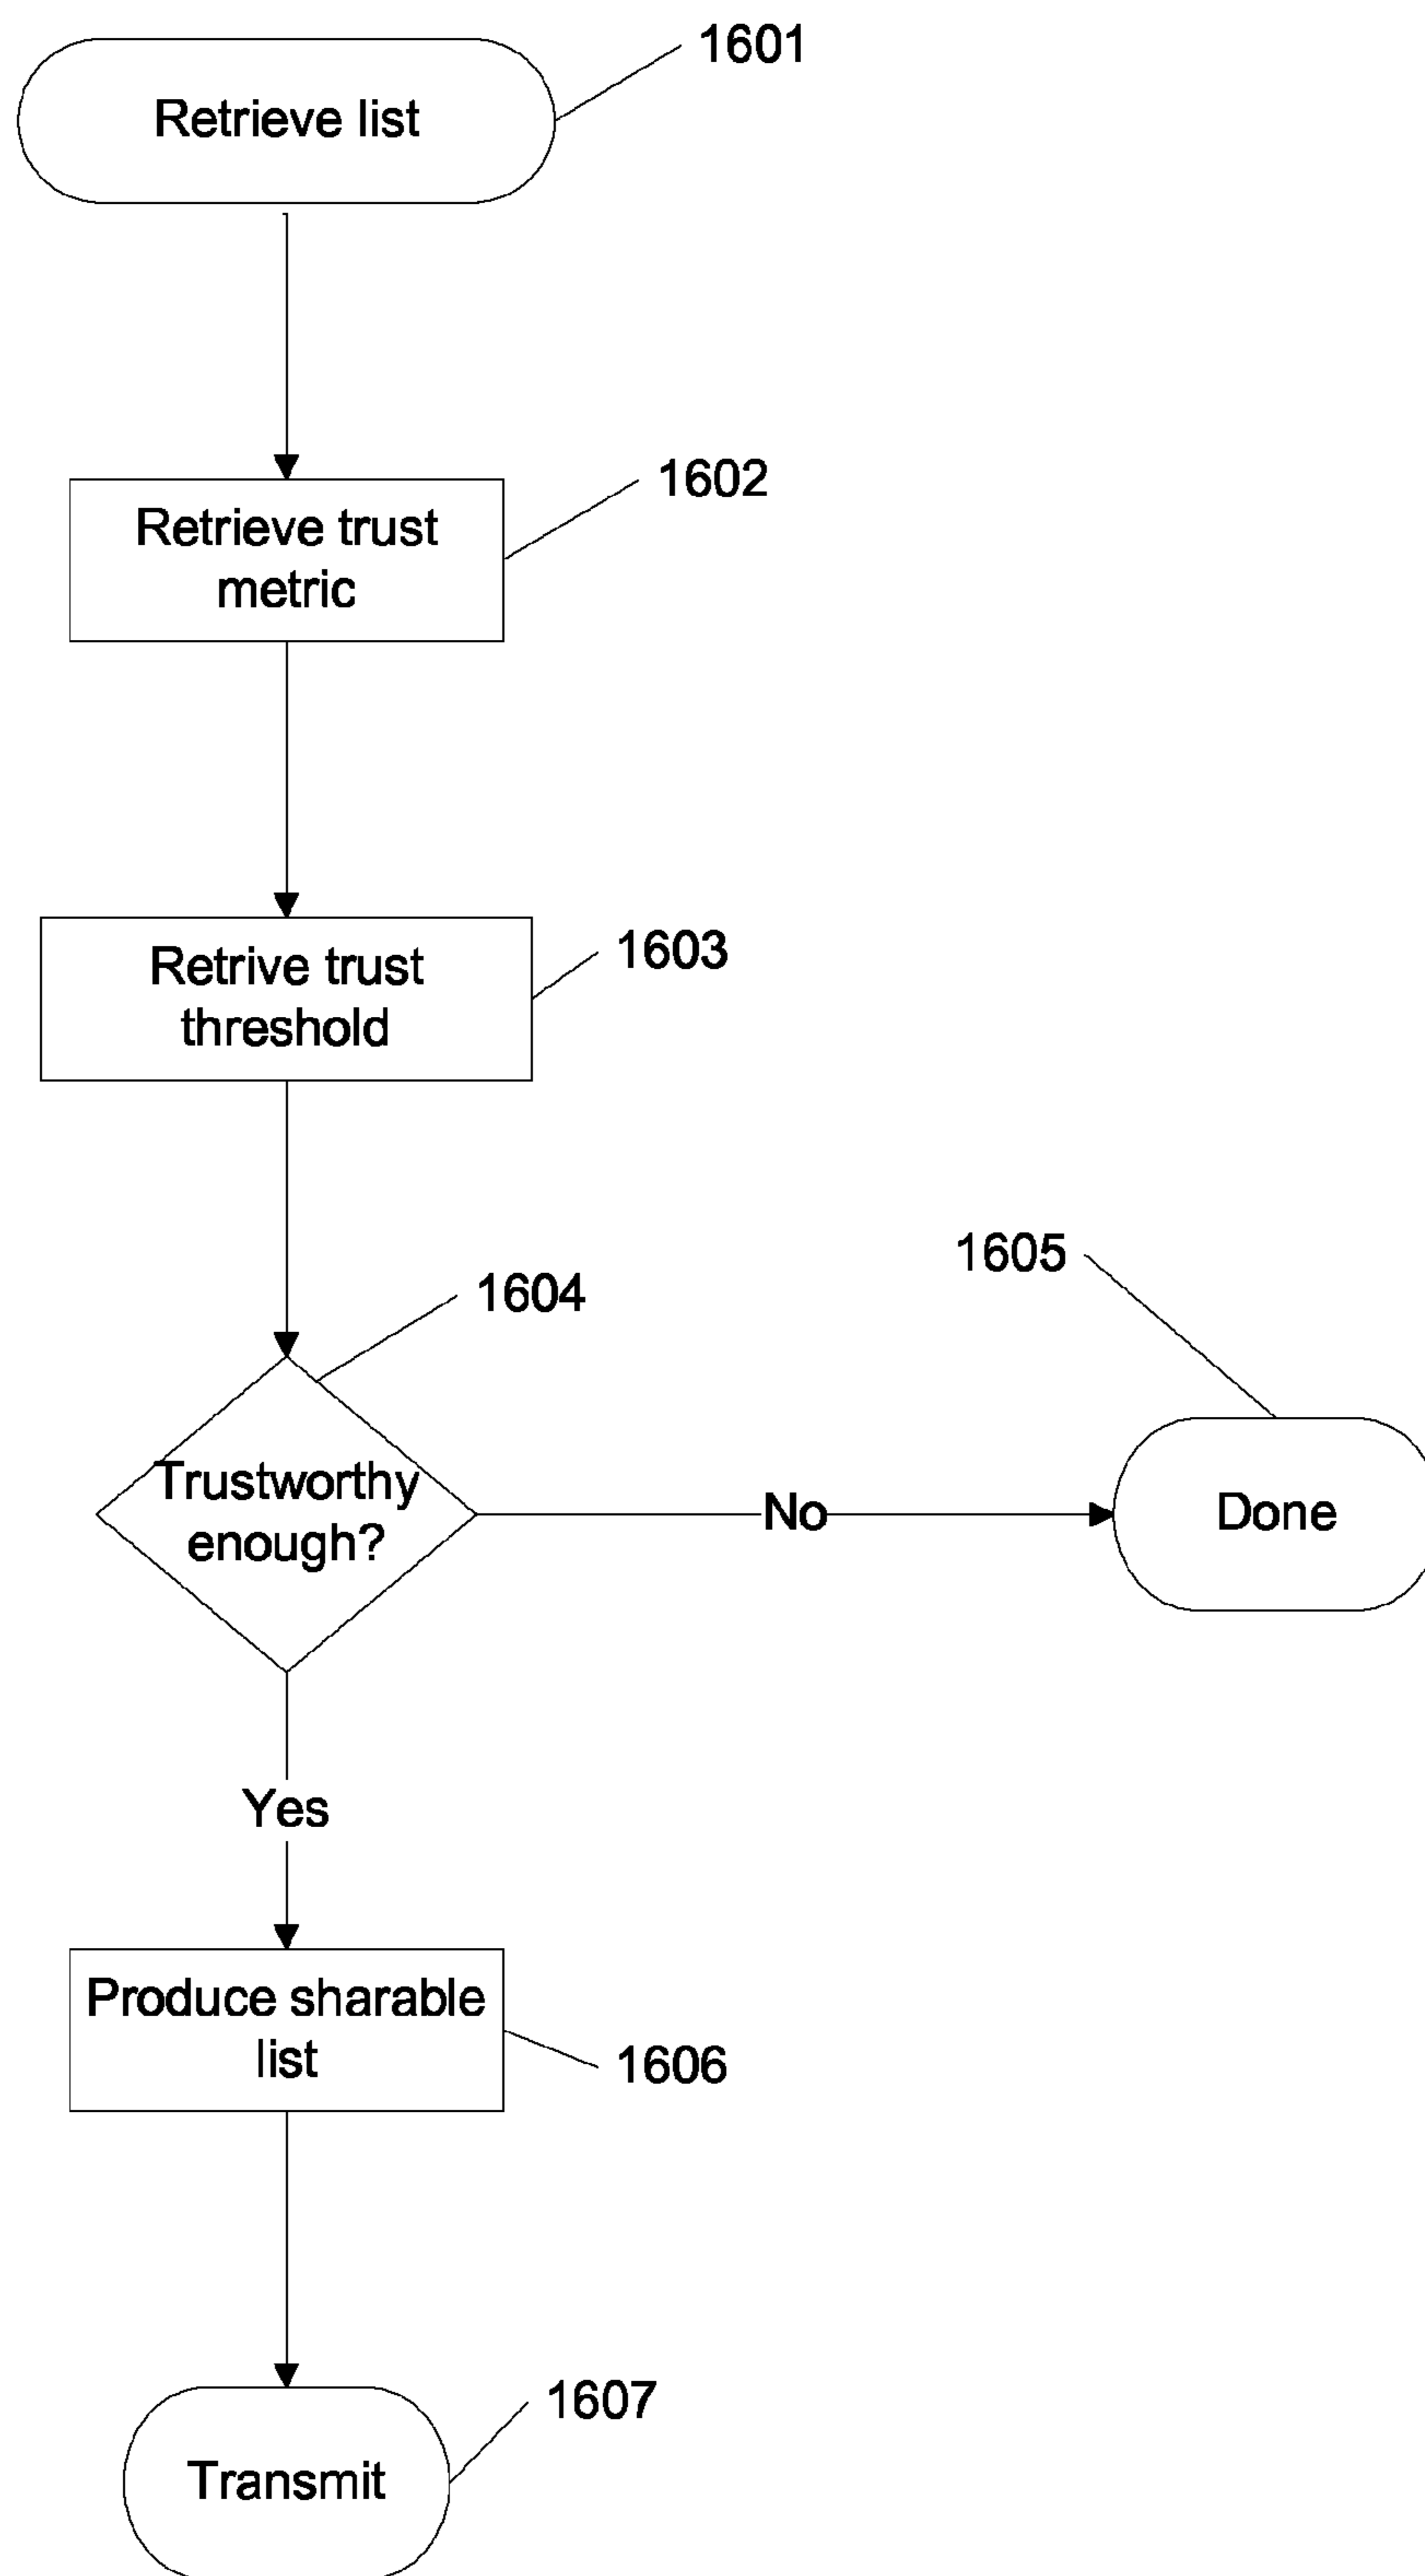 1601
Retrieve list
1602
Retrieve trust
metric
1603
Retrive trust
threshold
1605
1604
Trustworthy
enough?
No
Done
Yes
Produce sharable
list
1606
1607
Transmit